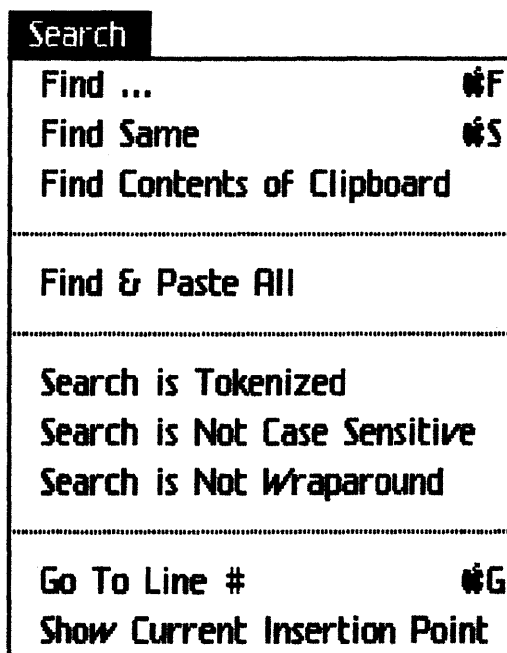 Search
Find ... F
Find Same S
Find Contents of Clipboard
Find & Paste All
Search is Tokenized
Search is Not Case Sensitive
Search is Not Wraparound
Go To Line # G
Show Current Insertion Point